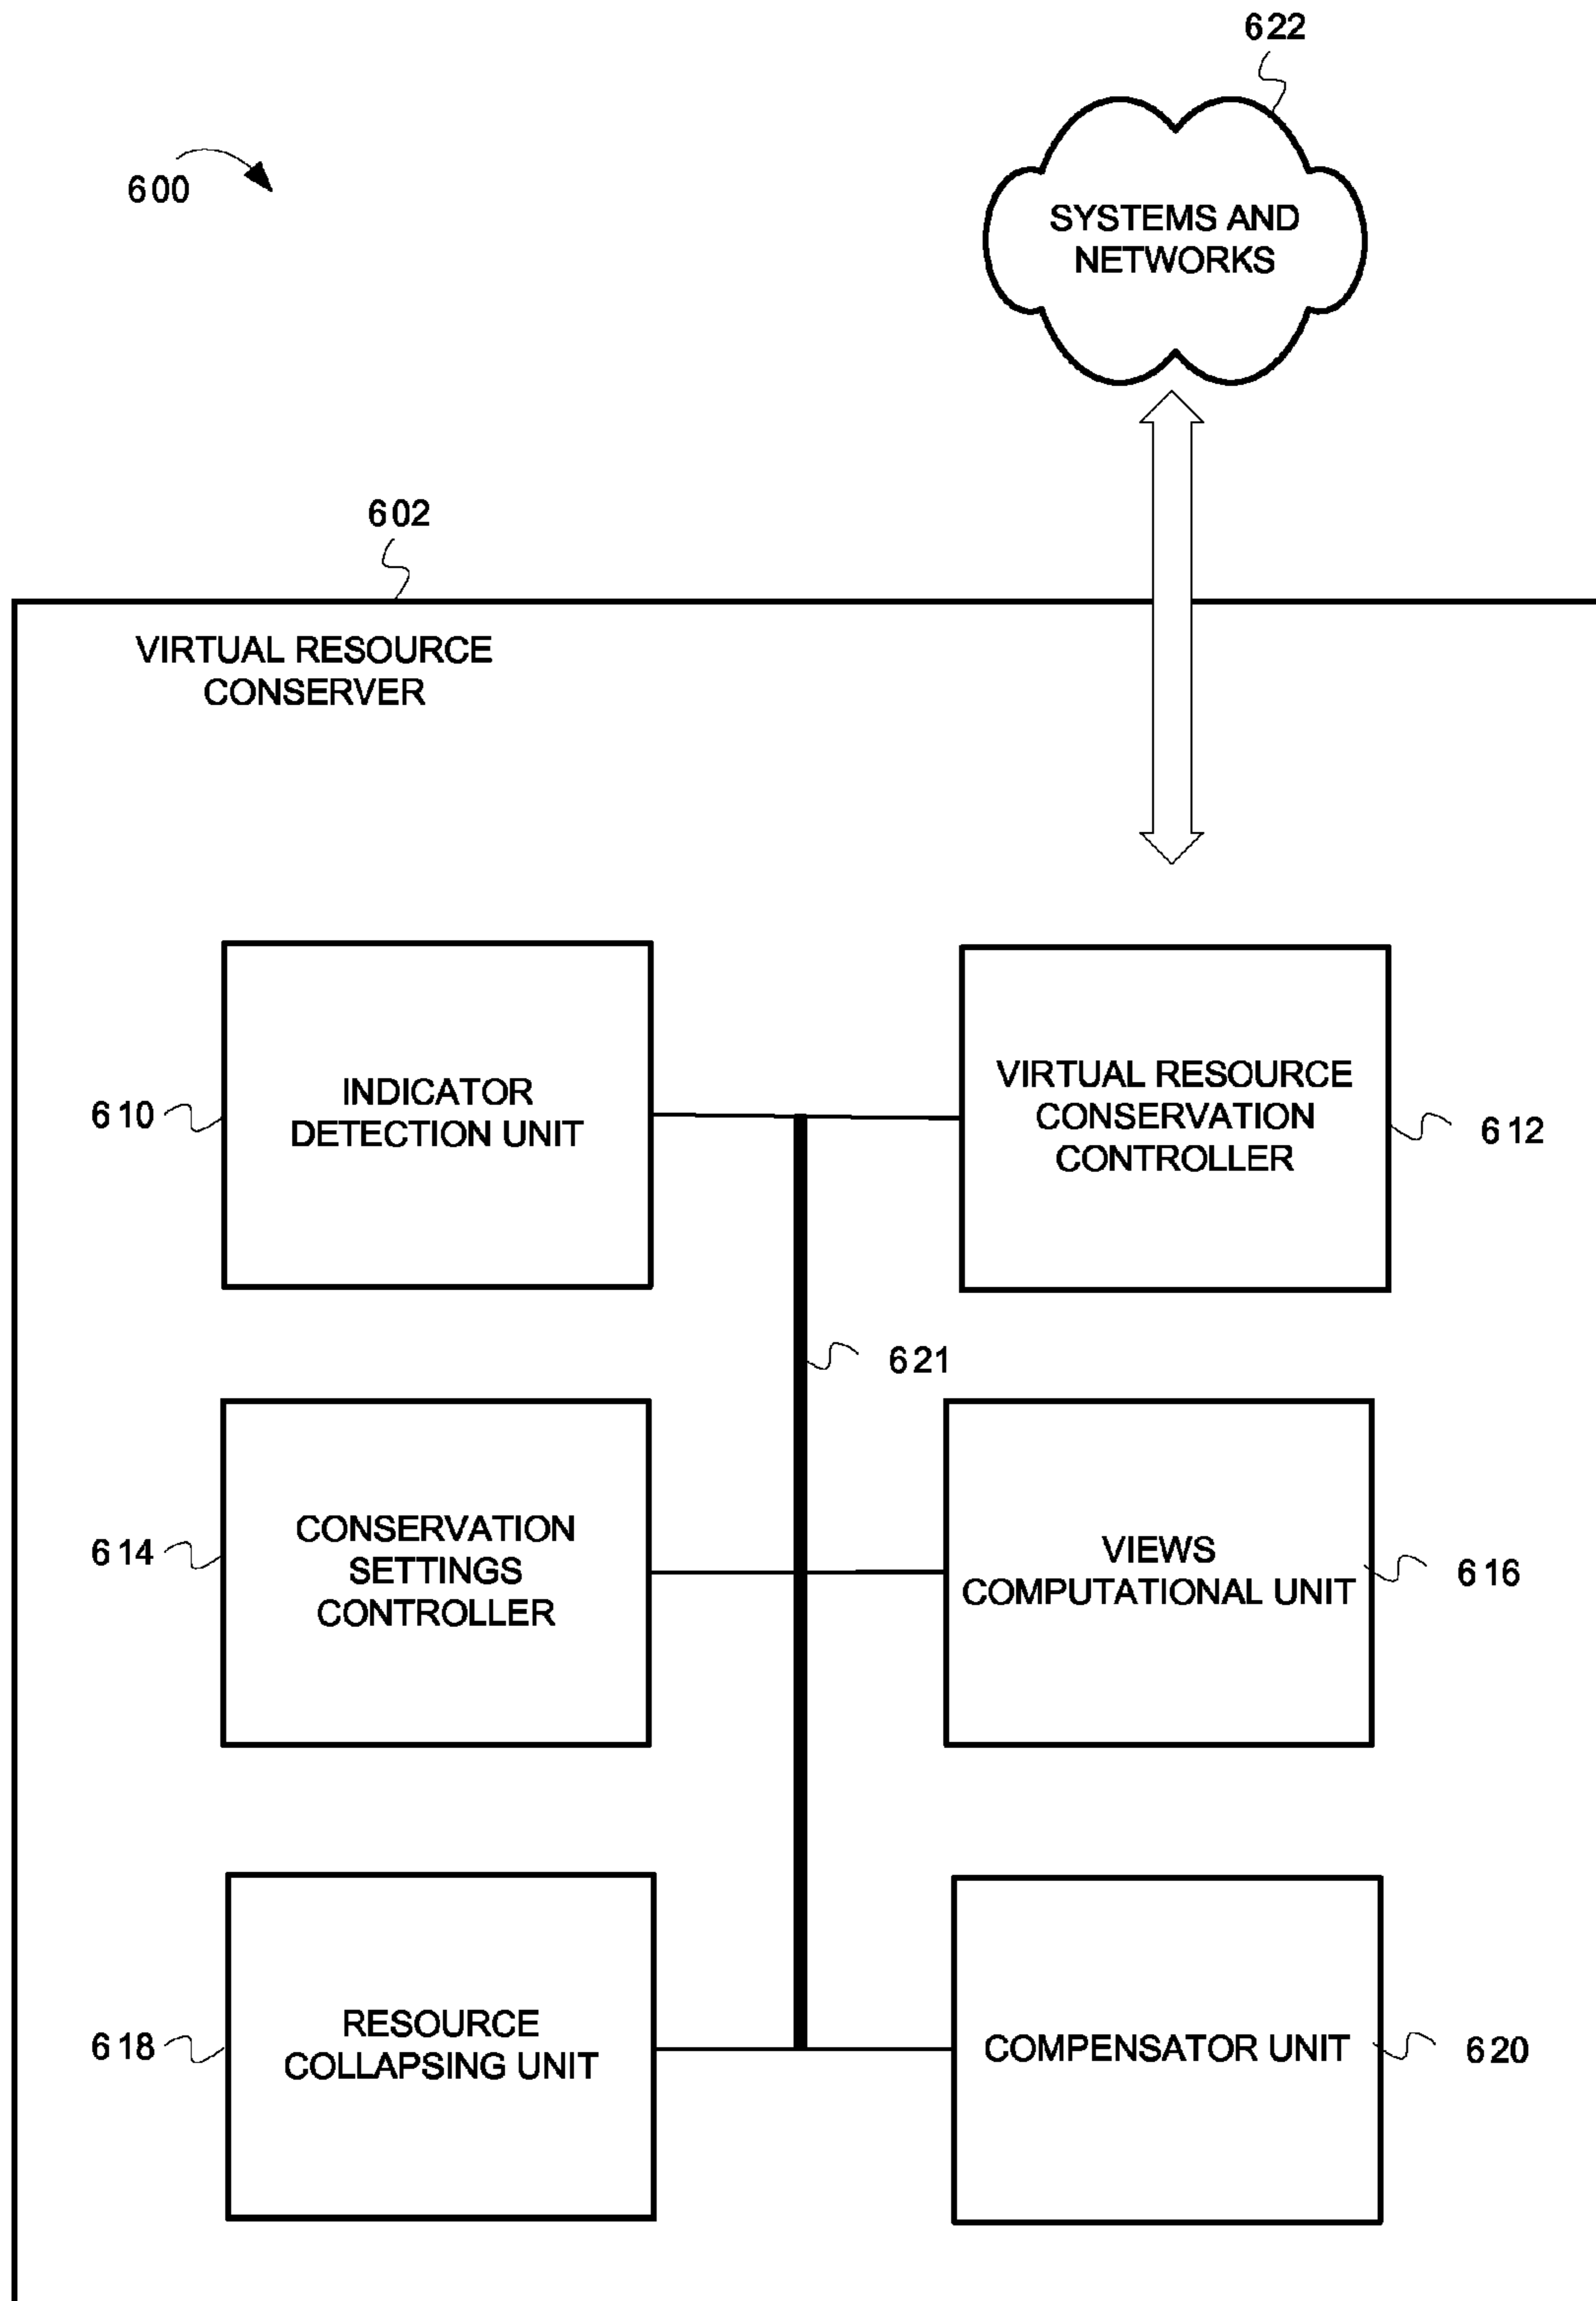 622
600
SYSTEMS AND
NETWORKS
602
VIRTUAL RESOURCE
CONSERVER
610
INDICATOR
DETECTION UNIT
VIRTUAL RESOURCE
CONSERVATION
CONTROLLER
612
621
614
CONSERVATION
SETTINGS
CONTROLLER
VIEWS
COMPUTATIONAL UNIT
616
618
RESOURCE
COLLAPSING UNIT
COMPENSATOR UNIT
620